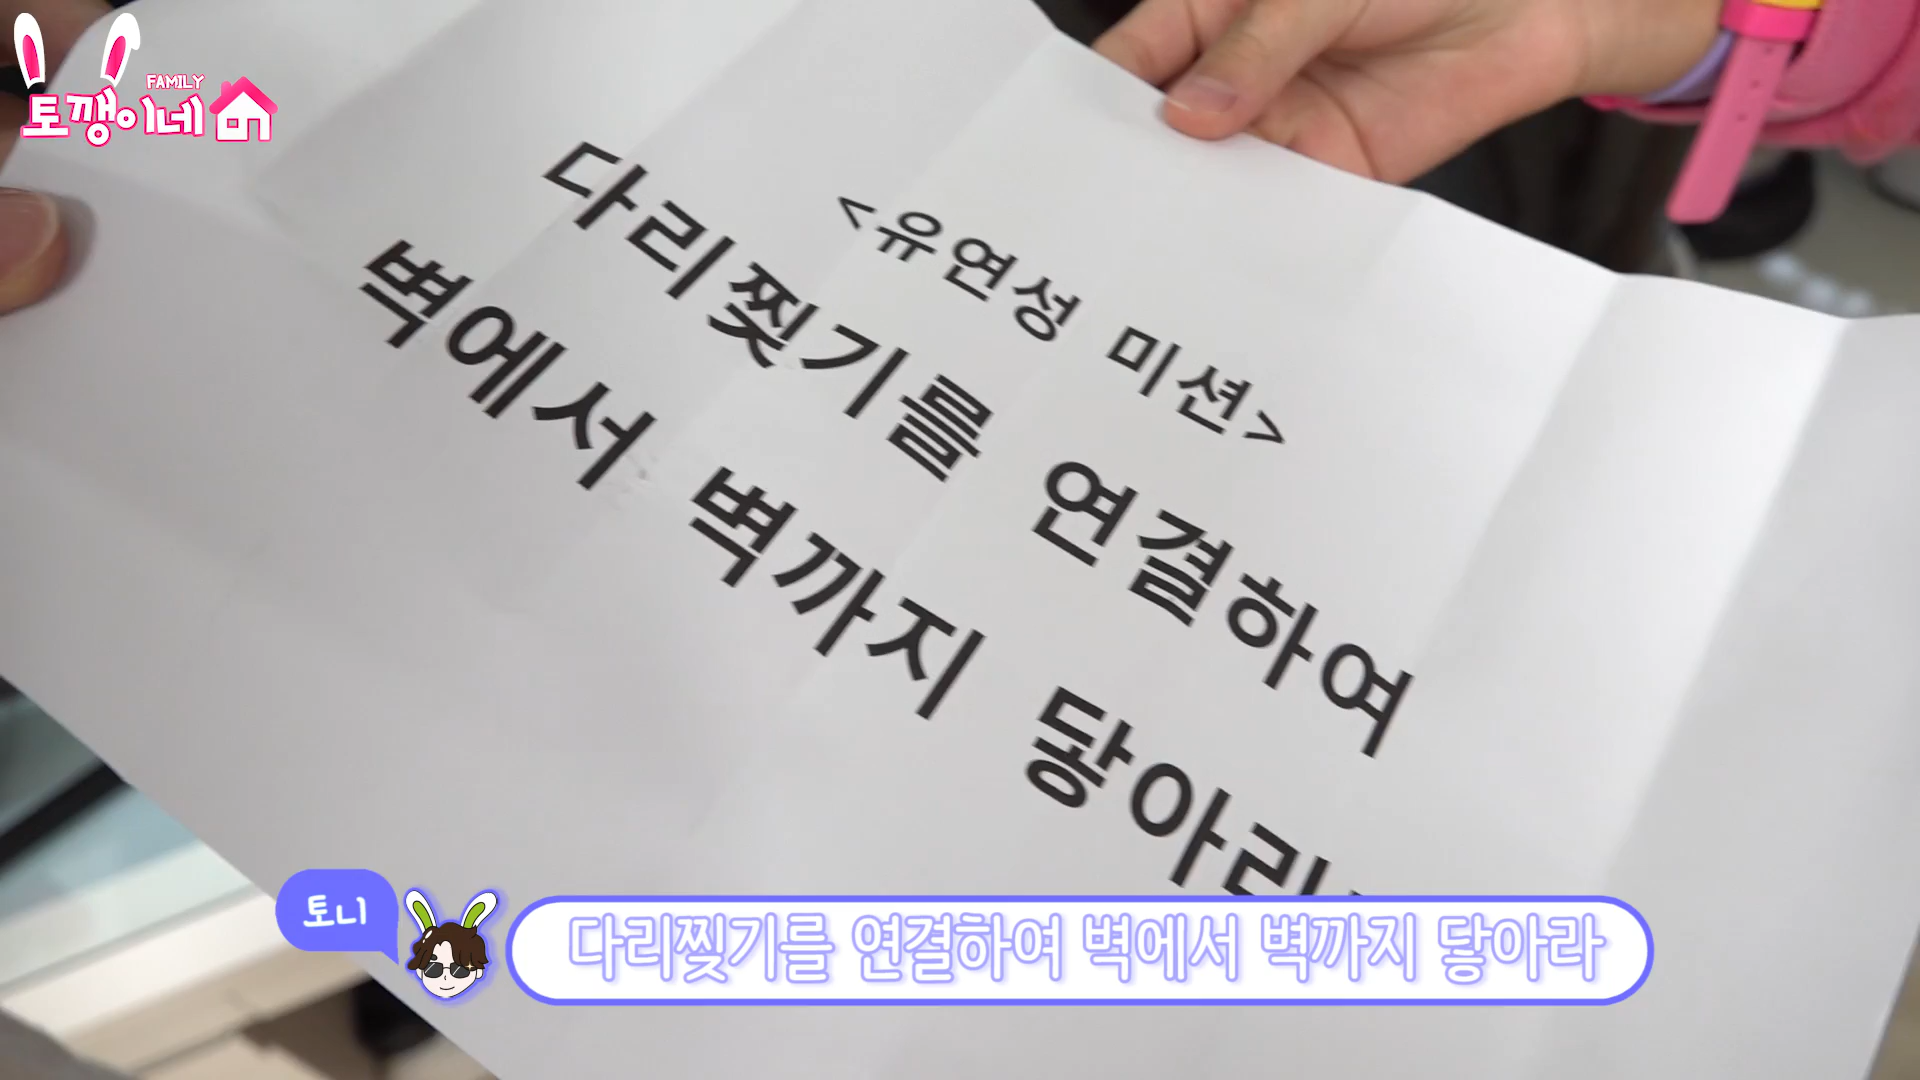 FAMILY
토깽이네
<유연성 미션>
다리찢기를 연결하여
벽에서 벽까지 닿아라
토니
다리찢기를 연결하여 벽에서 벽까지 닿아라